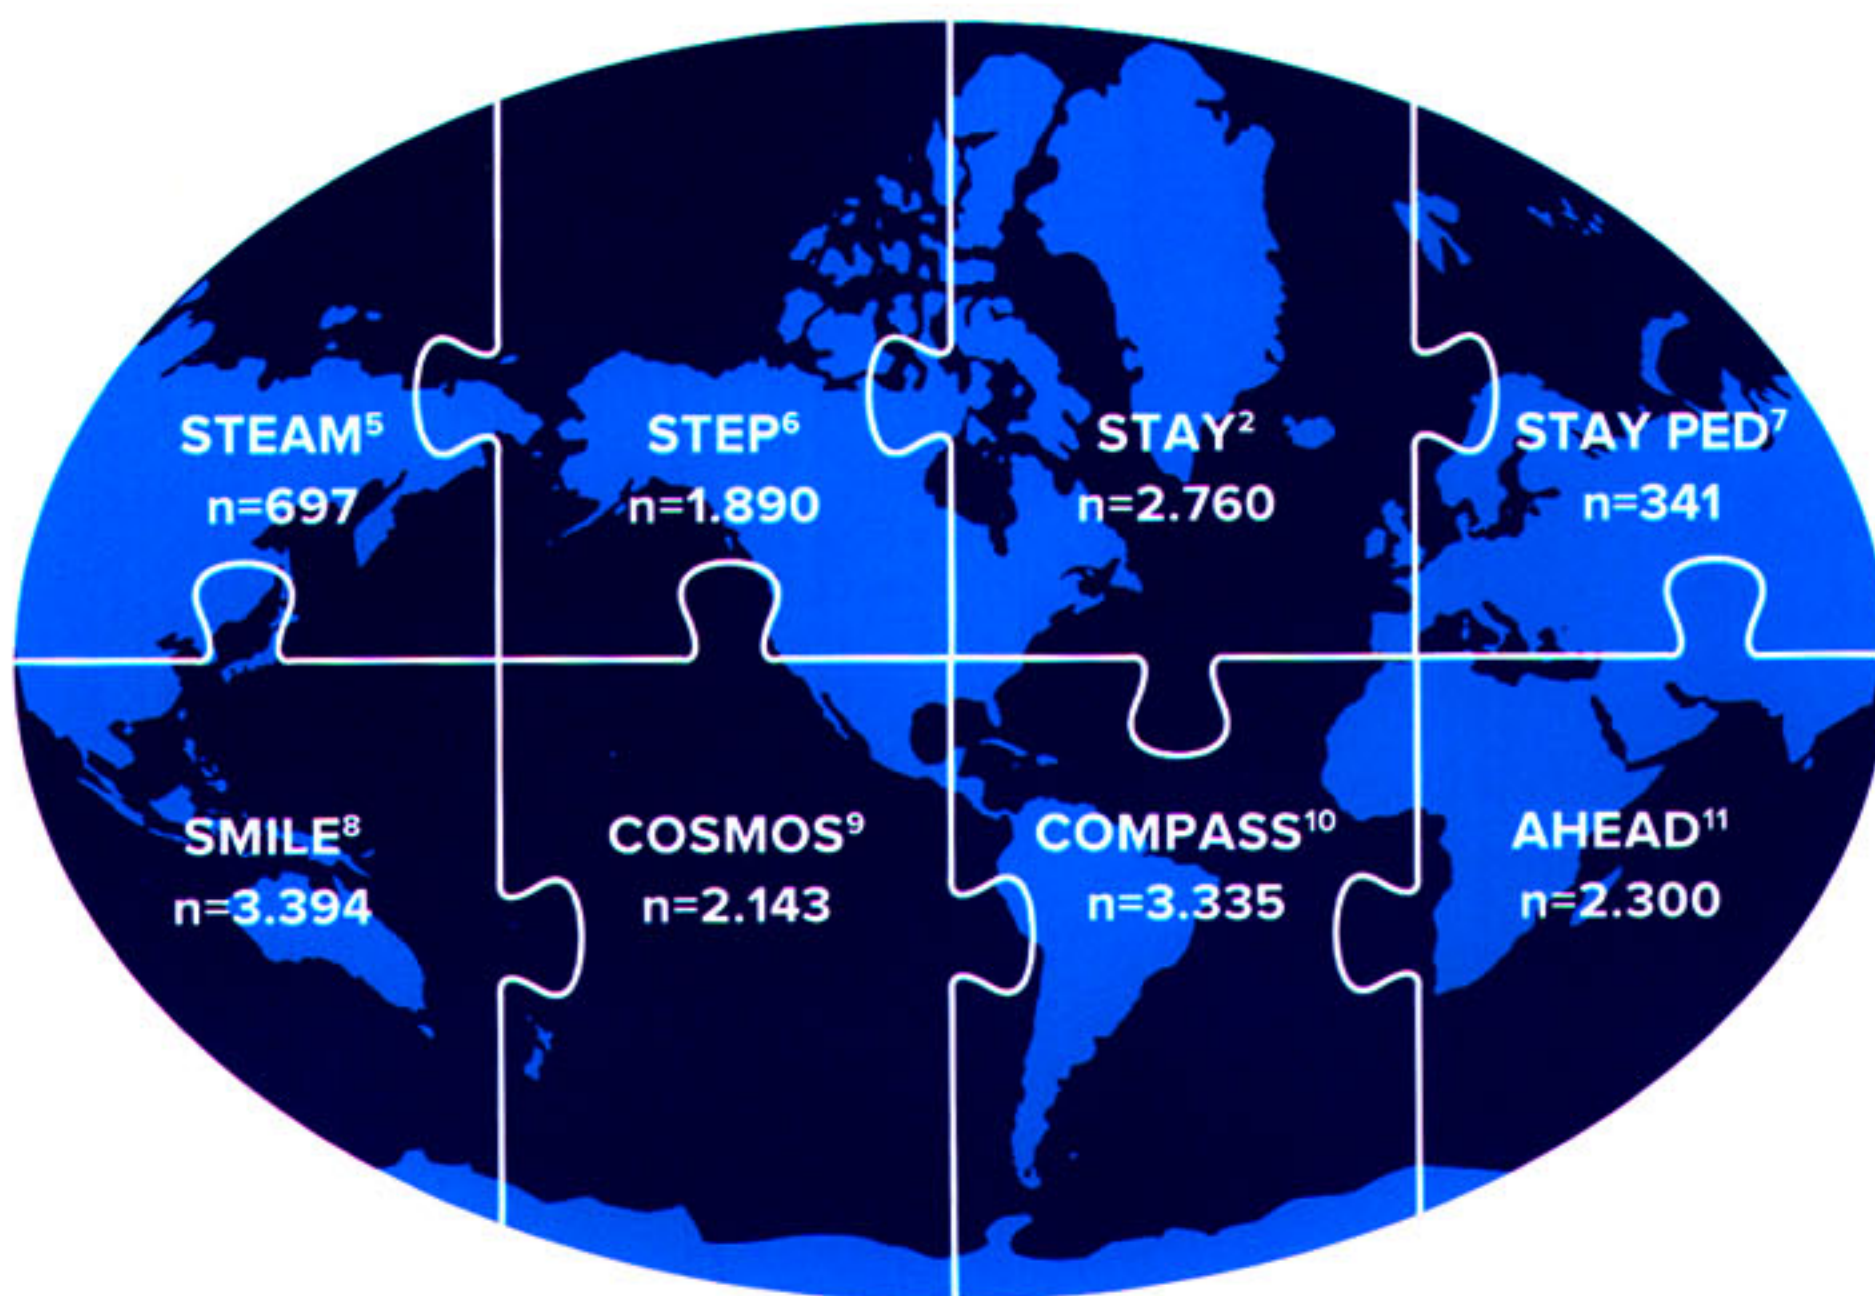 STEAM⁵
n=697
STEP⁶
n=1.890
STAY²
n=2.760
STAY PED⁷
n=341
SMILE⁸
n=3.394
COSMOS⁹
n=2.143
COMPASS¹⁰
n=3.335
AHEAD¹¹
n=2.300